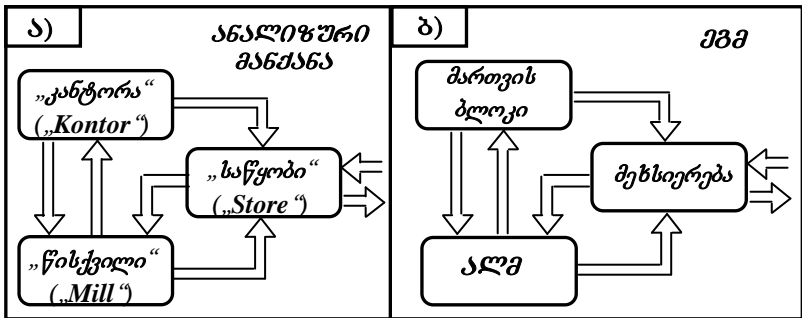 ა)
ანალიზური
მანქანა
„კანტორა“
(„Kontor“)
„საწყობი“
(„Store“)
„წისქვილი“
(„Mill“)
ბ)
ეგმ
მართვის
ბლოკი
მეხსიერება
ალმ